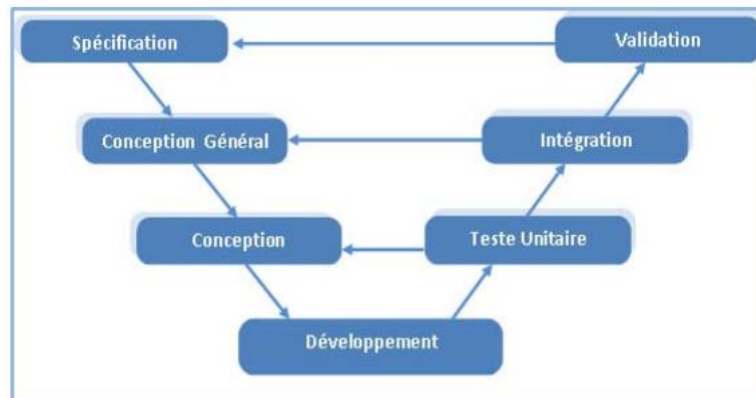 Spécification
Validation
Conception Général
Intégration
Conception
Teste Unitaire
Développement